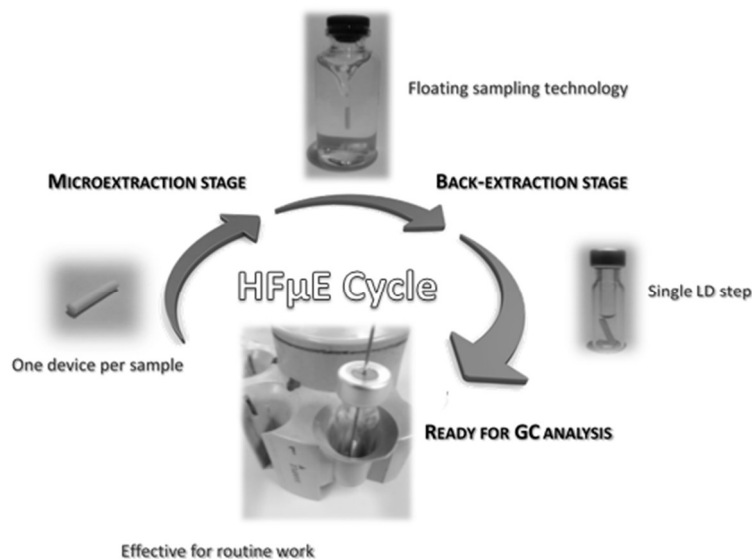 Floating sampling technology
MICROEXTRACTION STAGE
BACK-EXTRACTION STAGE
HFμE Cycle
Single LD step
One device per sample
READY FOR GC ANALYSIS
Effective for routine work